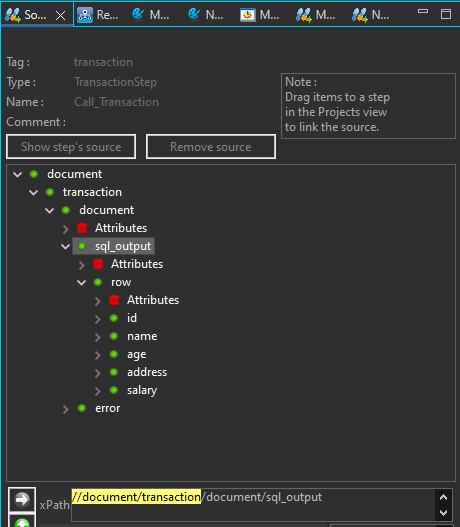 So...
Re...
M...
N...
M...
M...
N...
Tag : transaction
Type : TransactionStep
Name : Call_Transaction
Comment :
Note :
Drag items to a step
in the Projects view
to link the source.
Show step's source
Remove source
document
transaction
document
Attributes
sql_output
Attributes
row
Attributes
id
name
age
address
salary
error
xPath //document/transaction/document/sql_output